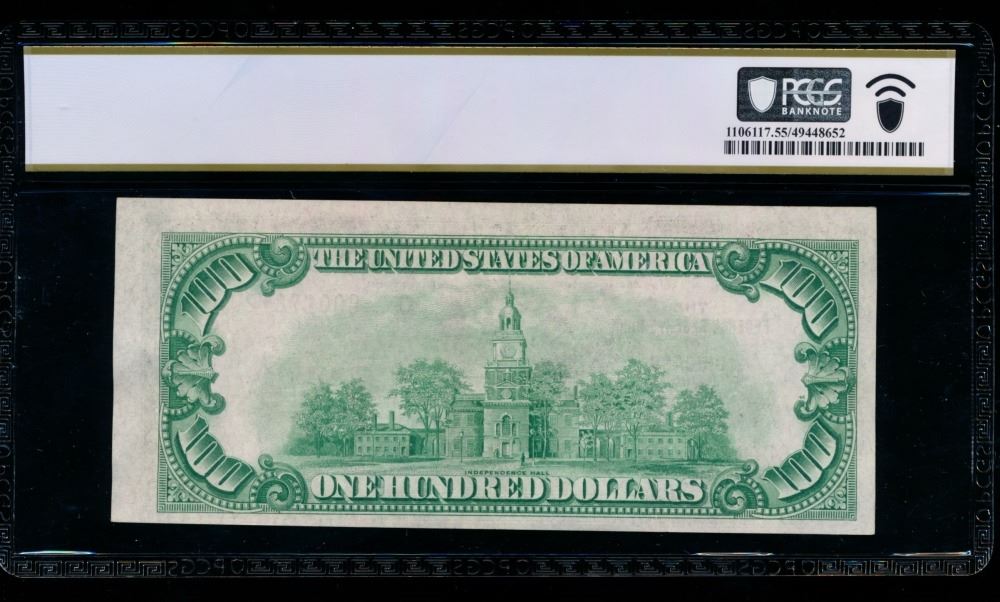 PCGS
BANKNOTE
1106117.55/49448652
100
THE UNITED STATES OF AMERICA
100
INDEPENDENCE HALL
100
ONE HUNDRED DOLLARS
100